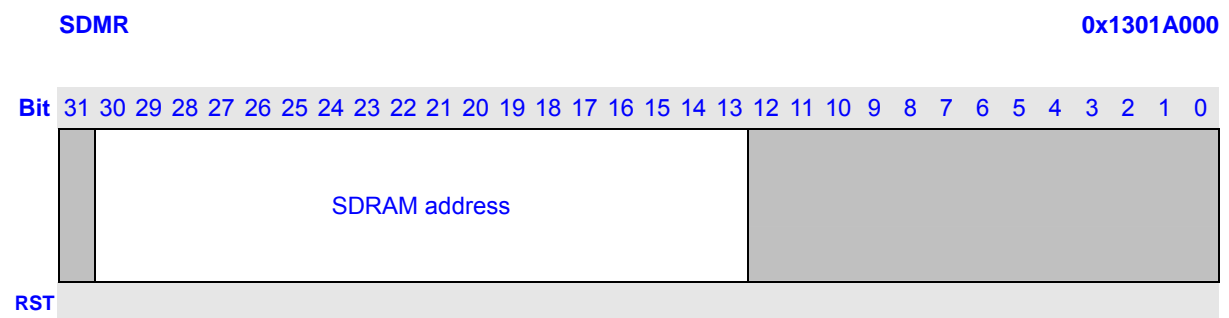 SDMR 0x1301A000
Bit 31 30 29 28 27 26 25 24 23 22 21 20 19 18 17 16 15 14 13 12 11 10 9 8 7 6 5 4 3 2 1 0
SDRAM address
RST